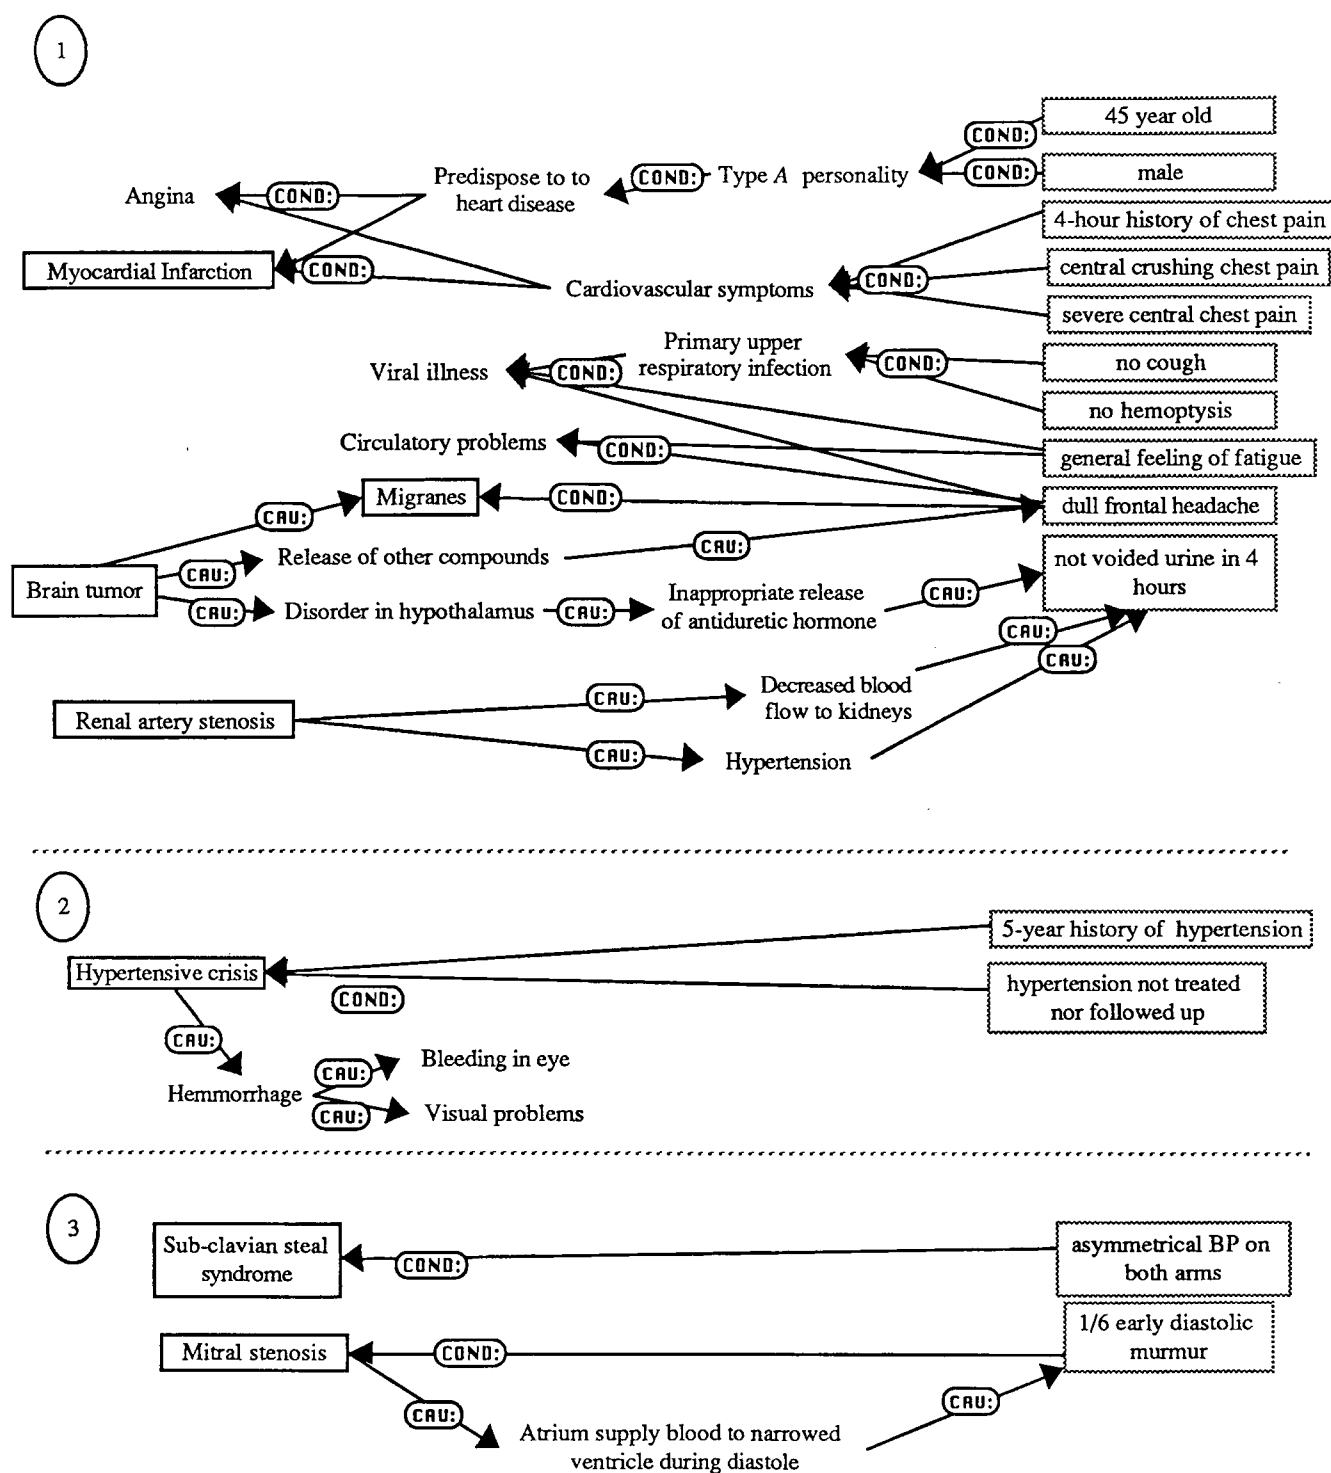 1
45 year old
COND:
male
COND:
Type A personality
COND:
Predispose to to
heart disease
COND:
Angina
4-hour history of chest pain
Myocardial Infarction
COND:
central crushing chest pain
COND:
Cardiovascular symptoms
severe central chest pain
Primary upper
respiratory infection
COND:
no cough
Viral illness
COND:
no hemoptysis
Circulatory problems
COND:
general feeling of fatigue
Migranes
COND:
dull frontal headache
CAU:
Release of other compounds
CAU:
not voided urine in 4
hours
Brain tumor
CAU:
CAU:
Disorder in hypothalamus
CAU:
Inappropriate release
of antiduretic hormone
CAU:
CAU:
CAU:
Renal artery stenosis
CAU:
Decreased blood
flow to kidneys
CAU:
Hypertension
2
5-year history of hypertension
Hypertensive crisis
COND:
hypertension not treated
nor followed up
CAU:
Hemmorrhage
CAU:
Bleeding in eye
CAU:
Visual problems
3
Sub-clavian steal
syndrome
COND:
asymmetrical BP on
both arms
Mitral stenosis
COND:
1/6 early diastolic
murmur
CAU:
Atrium supply blood to narrowed
ventricle during diastole
CAU: